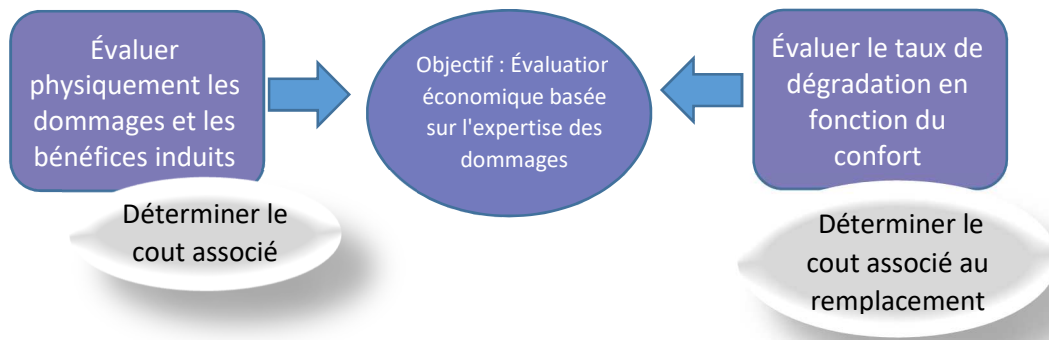 Évaluer
physiquement les
dommages et les
bénéfices induits
Déterminer le
cout associé
Objectif : Évaluatior
économique basée
sur l'expertise des
dommages
Évaluer le taux de
dégradation en
fonction du
confort
Déterminer le
cout associé au
remplacement